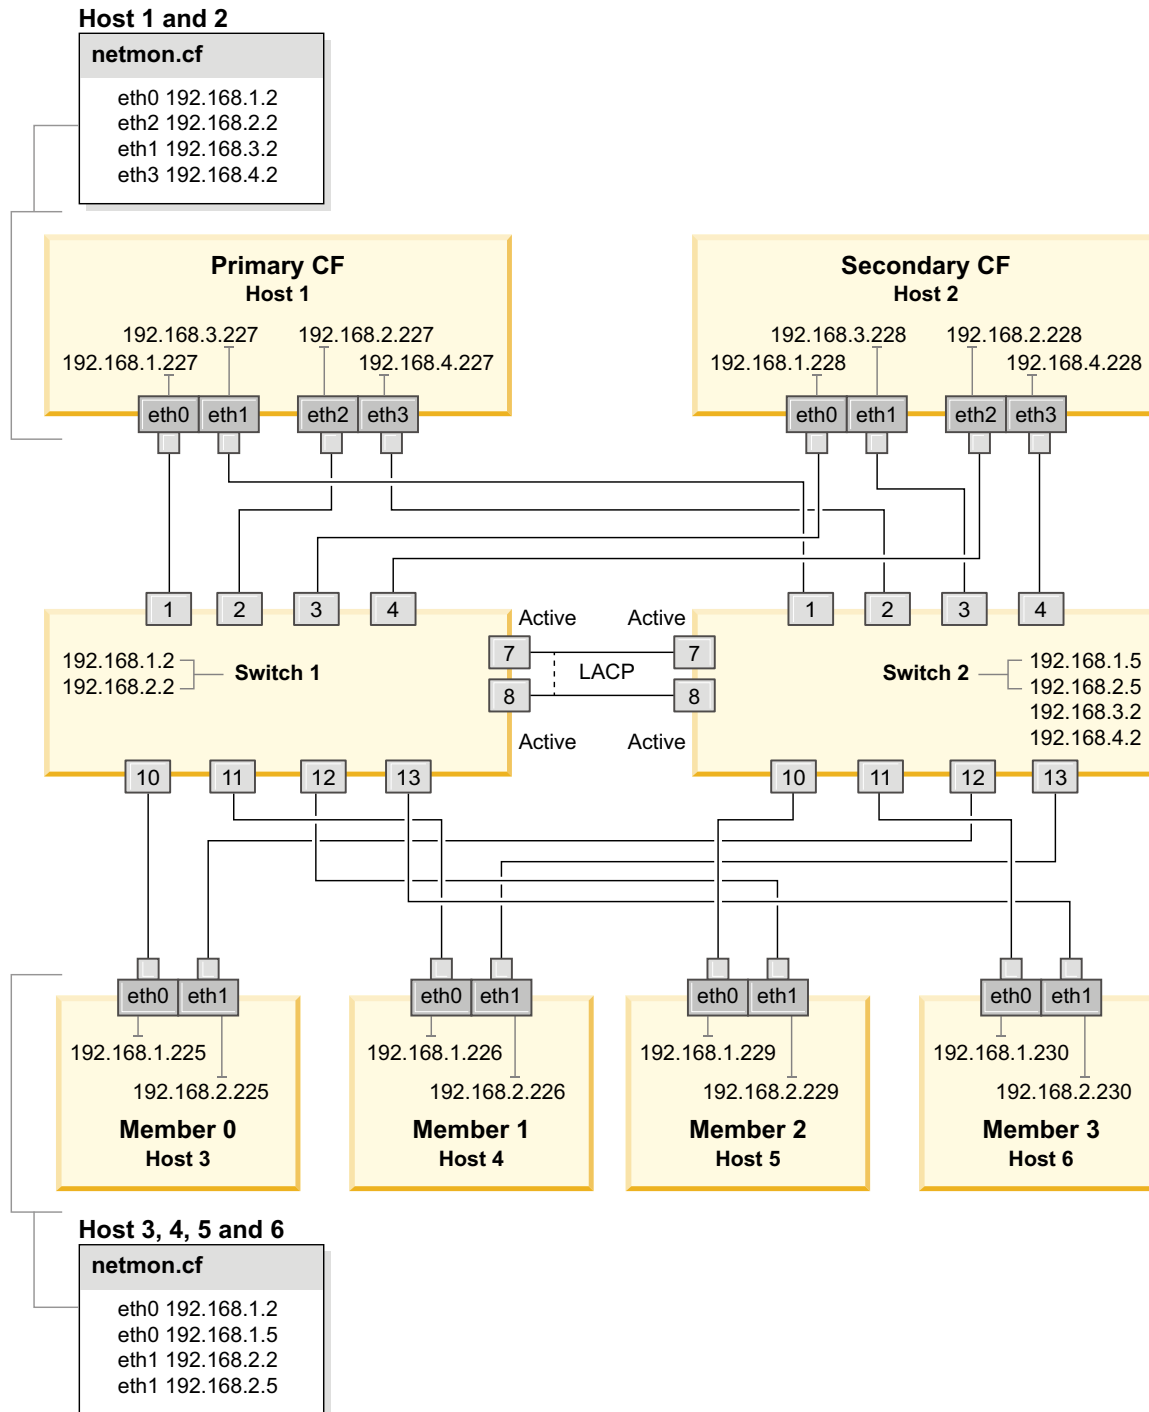 Host 1 and 2
netmon.cf
eth0 192.168.1.2
eth2 192.168.2.2
eth1 192.168.3.2
eth3 192.168.4.2
Primary CF
Host 1
192.168.3.227 192.168.2.227
192.168.1.227 192.168.4.227
eth0 eth1 eth2 eth3
Secondary CF
Host 2
192.168.3.228 192.168.2.228
192.168.1.228 192.168.4.228
eth0 eth1 eth2 eth3
1 2 3 4
Switch 1
192.168.1.2
192.168.2.2
7
8
10 11 12 13
Active Active
LACP
Active Active
1 2 3 4
7
8
Switch 2
192.168.1.5
192.168.2.5
192.168.3.2
192.168.4.2
10 11 12 13
eth0 eth1
192.168.1.225
192.168.2.225
Member 0
Host 3
eth0 eth1
192.168.1.226
192.168.2.226
Member 1
Host 4
eth0 eth1
192.168.1.229
192.168.2.229
Member 2
Host 5
eth0 eth1
192.168.1.230
192.168.2.230
Member 3
Host 6
Host 3, 4, 5 and 6
netmon.cf
eth0 192.168.1.2
eth0 192.168.1.5
eth1 192.168.2.2
eth1 192.168.2.5